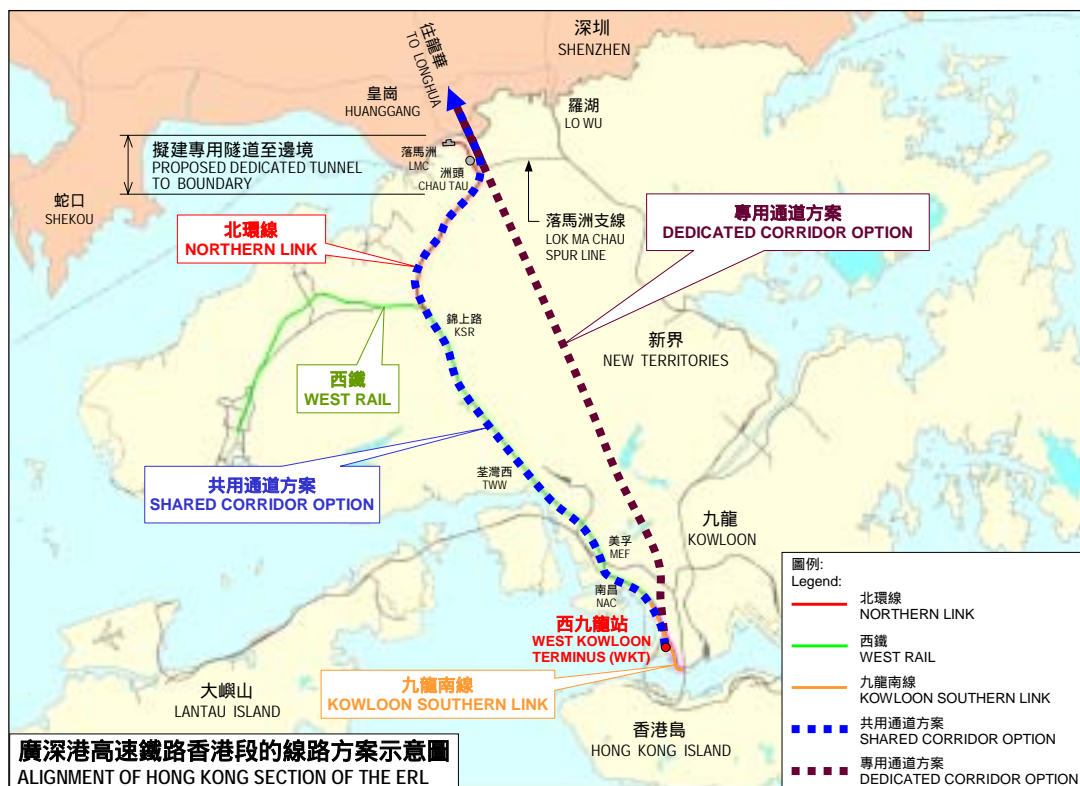 深圳
SHENZHEN
往龍華
TO LONGHUA
皇崗
HUANGGANG
羅湖
LO WU
擬建專用隧道至邊境
PROPOSED DEDICATED TUNNEL
TO BOUNDARY
落馬洲
LMC
洲頭
CHAU TAU
蛇口
SHEKOU
北環線
NORTHERN LINK
落馬洲支線
LOK MA CHAU
SPUR LINE
專用通道方案
DEDICATED CORRIDOR OPTION
錦上路
KSR
新界
NEW TERRITORIES
西鐵
WEST RAIL
共用通道方案
SHARED CORRIDOR OPTION
荃灣西
TWW
九龍
KOWLOON
美孚
MEF
南昌
NAC
西九龍站
WEST KOWLOON
TERMINUS (WKT)
九龍南線
KOWLOON SOUTHERN LINK
大嶼山
LANTAU ISLAND
香港島
HONG KONG ISLAND
圖例:
Legend:
北環線
NORTHERN LINK
西鐵
WEST RAIL
九龍南線
KOWLOON SOUTHERN LINK
共用通道方案
SHARED CORRIDOR OPTION
專用通道方案
DEDICATED CORRIDOR OPTION
廣深港高速鐵路香港段的線路方案示意圖
ALIGNMENT OF HONG KONG SECTION OF THE ERL